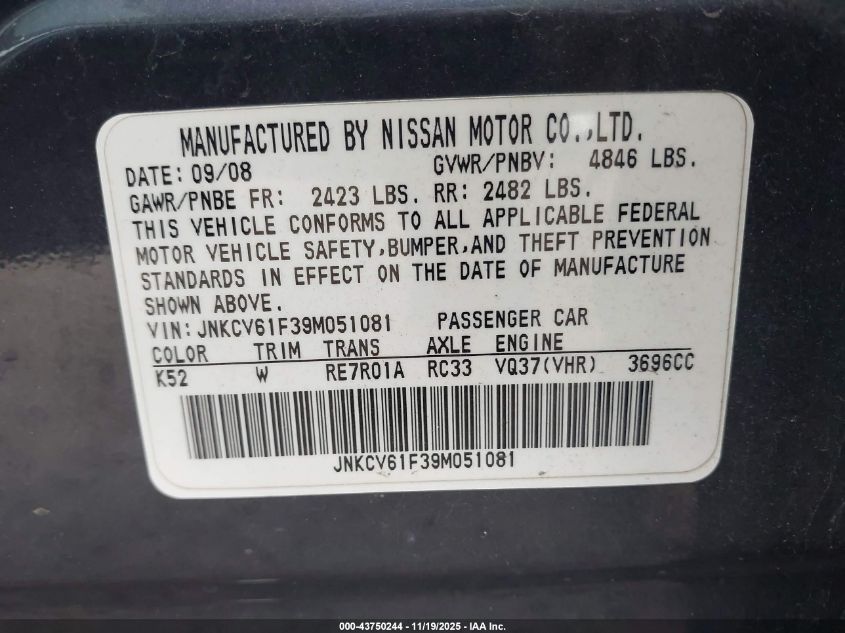 MANUFACTURED BY NISSAN MOTOR CO.,LTD.
DATE: 09/08 GVWR/PNBV: 4846 LBS.
GAWR/PNBE FR: 2423 LBS. RR: 2482 LBS.
THIS VEHICLE CONFORMS TO ALL APPLICABLE FEDERAL
MOTOR VEHICLE SAFETY,BUMPER,AND THEFT PREVENTION
STANDARDS IN EFFECT ON THE DATE OF MANUFACTURE
SHOWN ABOVE.
VIN:JNKCV61F39M051081 PASSENGER CAR
COLOR TRIM TRANS AXLE ENGINE
K52 W RE7R01A RC33 VQ37(VHR) 3696CC
JNKCV61F39M051081
000-43750244 - 11/19/2025 - IAA Inc.